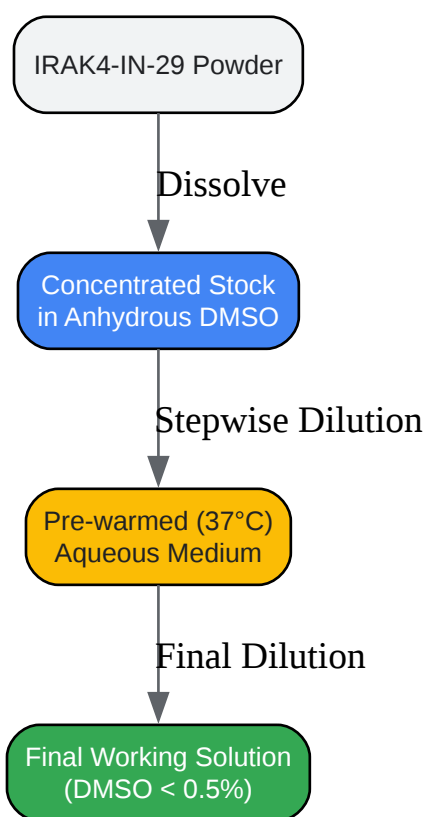 IRAK4-IN-29 Powder
Dissolve
Concentrated Stock
in Anhydrous DMSO
Stepwise Dilution
Pre-warmed (37°C)
Aqueous Medium
Final Dilution
Final Working Solution
(DMSO < 0.5%)